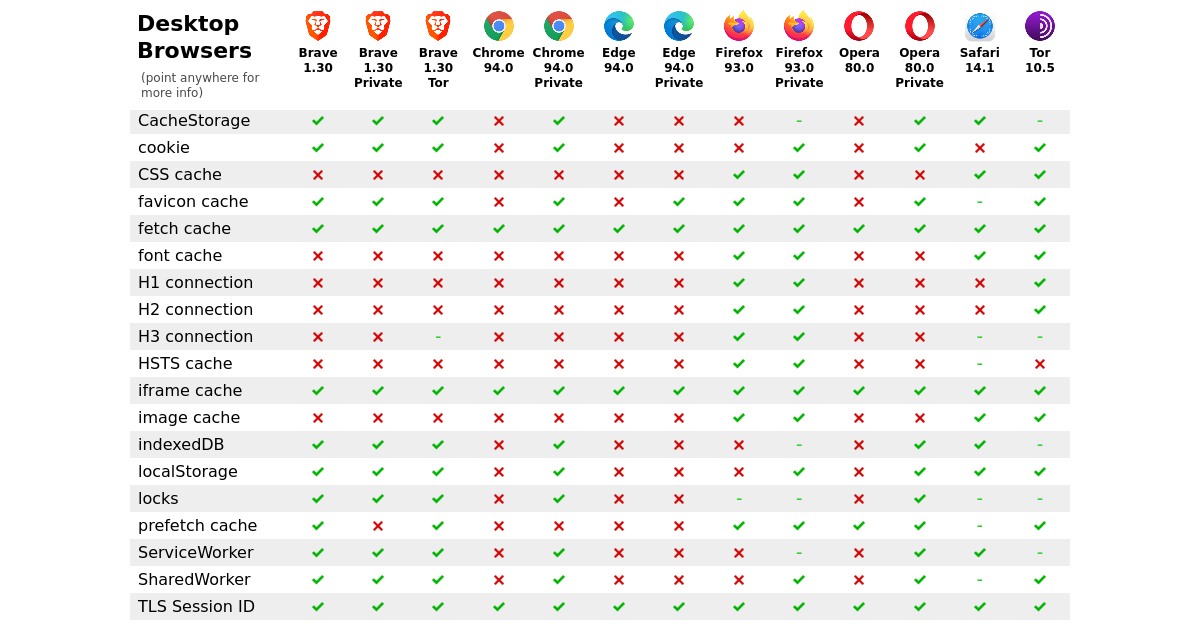 Desktop
Browsers
(point anywhere for
more info)
Brave
1.30
Brave
1.30
Private
Brave
1.30
Tor
Chrome
94.0
Chrome
94.0
Private
Edge
94.0
Edge
94.0
Private
Firefox
93.0
Firefox
93.0
Private
Opera
80.0
Opera
80.0
Private
Safari
14.1
Tor
10.5
CacheStorage
cookie
CSS cache
favicon cache
fetch cache
font cache
H1 connection
H2 connection
H3 connection
HSTS cache
iframe cache
image cache
indexedDB
localStorage
locks
prefetch cache
ServiceWorker
SharedWorker
TLS Session ID